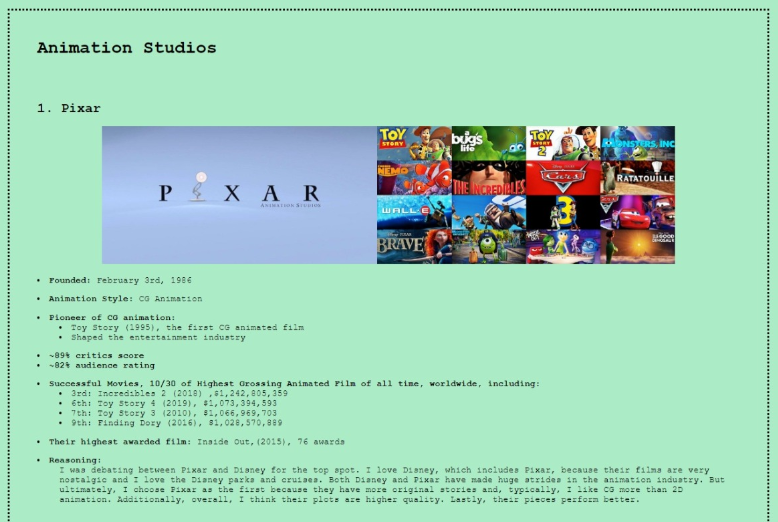 Animation Studios
1. Pixar
PIXAR
ANIMATION STUDIOS
TOY STORY
a bug's life
TOY STORY 2
MONSTERS, INC
NEMO
THE INCREDIBLES
Cars
RATATOUILLE
WALL·E
3
BRAVE
INSIDE OUT
THE GOOD DINOSAUR
• Founded: February 3rd, 1986
• Animation Style: CG Animation
• Pioneer of CG animation:
• Toy Story (1995), the first CG animated film
• Shaped the entertainment industry
• ~89% critics score
• ~82% audience rating
• Successful Movies, 10/30 of Highest Grossing Animated Film of all time, worldwide, including:
• 3rd: Incredibles 2 (2018) ,$1,242,805,359
• 6th: Toy Story 4 (2019), $1,073,394,593
• 7th: Toy Story 3 (2010), $1,066,969,703
• 9th: Finding Dory (2016), $1,028,570,889
• Their highest awarded film: Inside Out,(2015), 76 awards
• Reasoning:
I was debating between Pixar and Disney for the top spot. I love Disney, which includes Pixar, because their films are very
nostalgic and I love the Disney parks and cruises. Both Disney and Pixar have made huge strides in the animation industry. But
ultimately, I choose Pixar as the first because they have more original stories and, typically, I like CG more than 2D
animation. Additionally, overall, I think their plots are higher quality. Lastly, their pieces perform better.